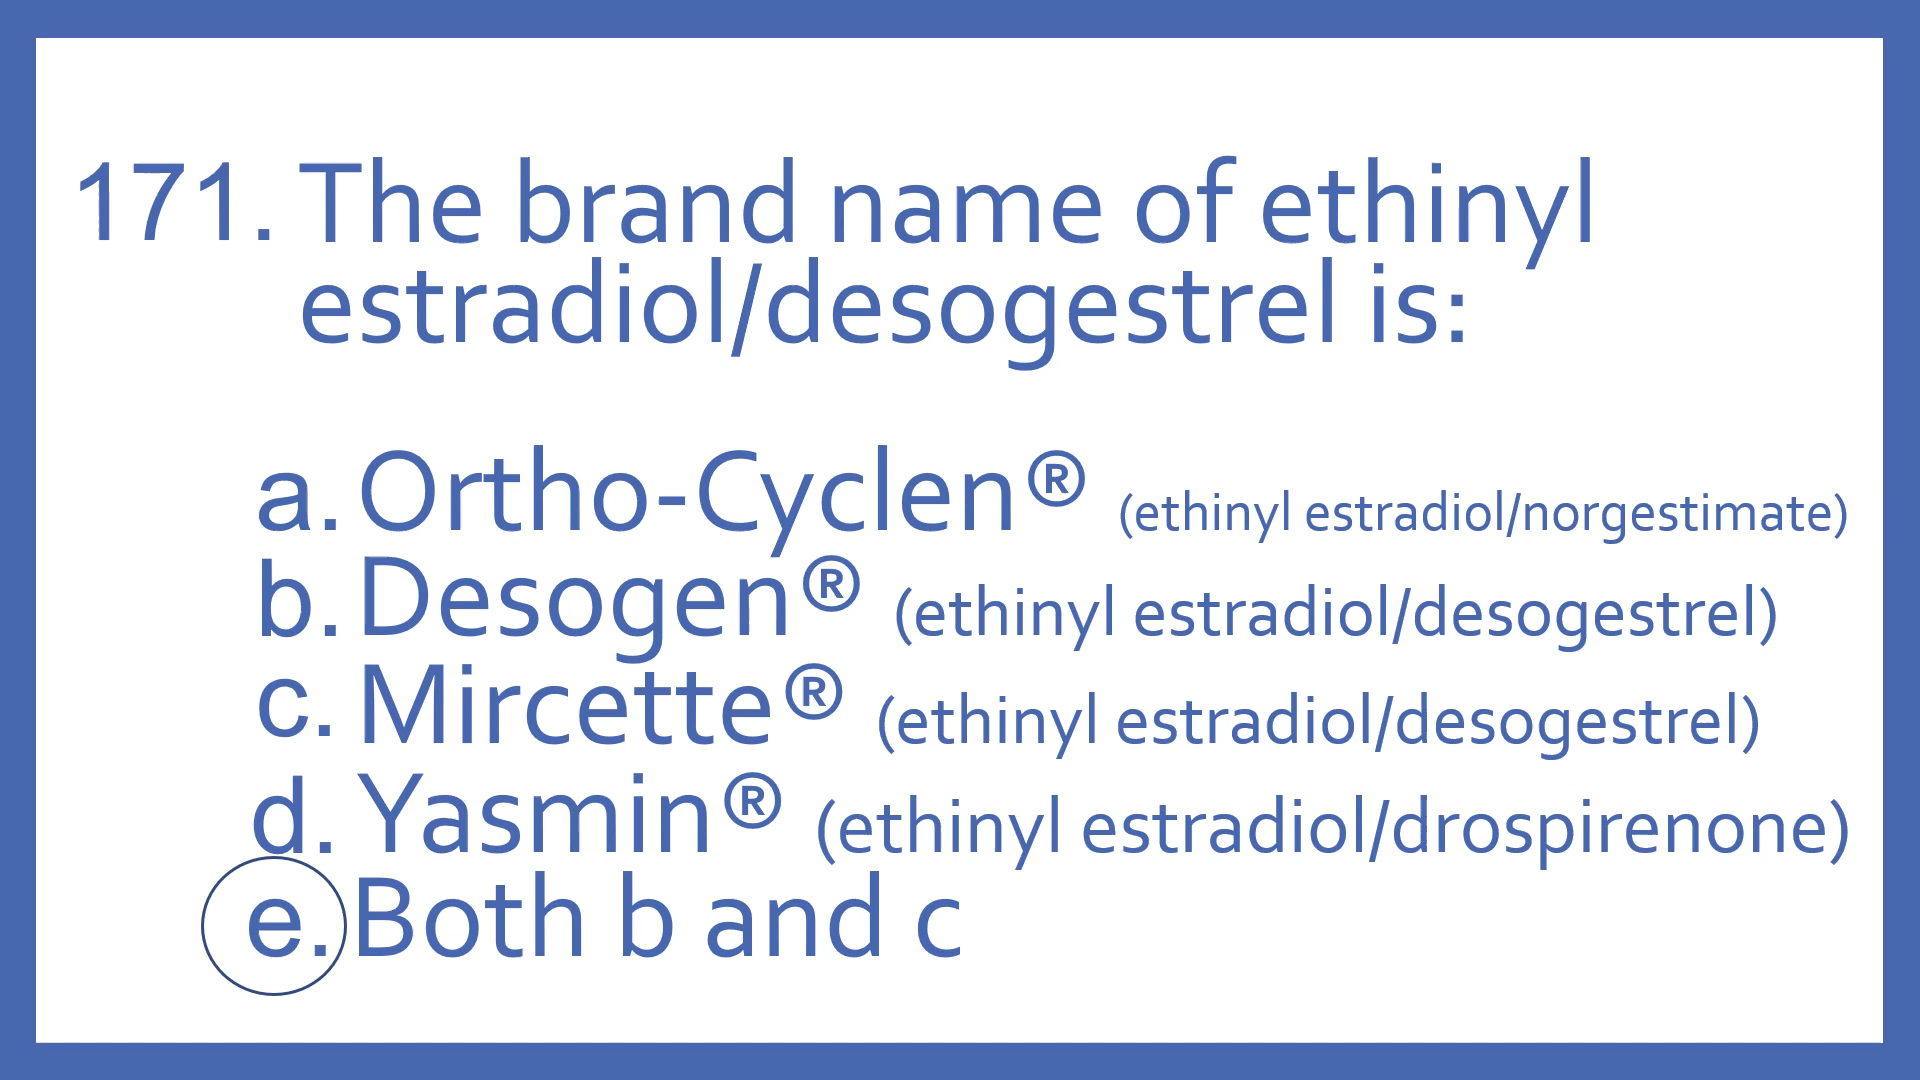 171. The brand name of ethinyl
estradiol/desogestrel is:
a. Ortho-Cyclen® (ethinyl estradiol/norgestimate)
b. Desogen® (ethinyl estradiol/desogestrel)
c. Mircette® (ethinyl estradiol/desogestrel)
d. Yasmin® (ethinyl estradiol/drospirenone)
e. Both b and c